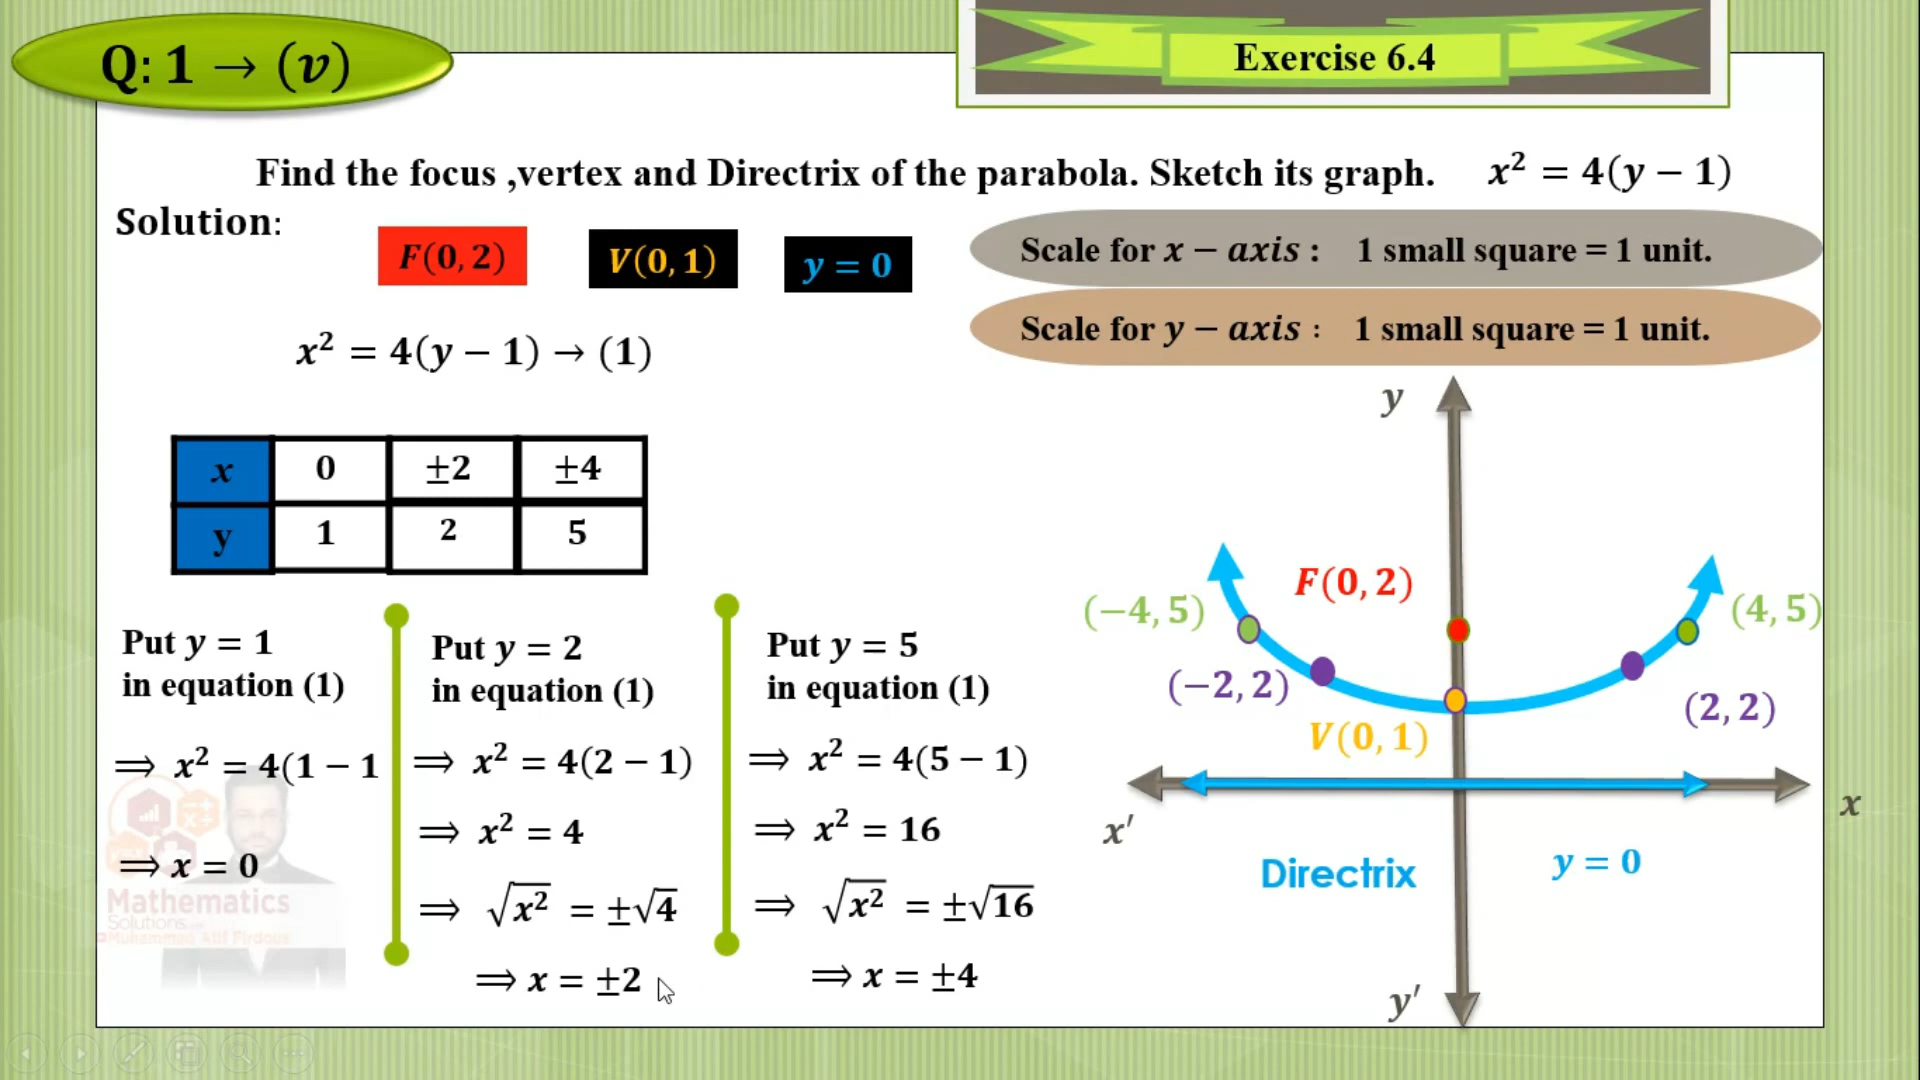 Q: 1 → (v)
Exercise 6.4
Find the focus ,vertex and Directrix of the parabola. Sketch its graph. x² = 4(y − 1)
Solution:
F(0, 2)
V(0, 1)
y = 0
Scale for x − axis : 1 small square = 1 unit.
Scale for y − axis : 1 small square = 1 unit.
x² = 4(y − 1) → (1)
x 0 ±2 ±4
y 1 2 5
Put y = 1
in equation (1)
⟹ x² = 4(1 − 1
⟹ x = 0
Put y = 2
in equation (1)
⟹ x² = 4(2 − 1)
⟹ x² = 4
⟹ √x² = ±√4
⟹ x = ±2
Put y = 5
in equation (1)
⟹ x² = 4(5 − 1)
⟹ x² = 16
⟹ √x² = ±√16
⟹ x = ±4
y
F(0, 2)
(−4, 5)
(4, 5)
(−2, 2)
(2, 2)
V(0, 1)
x
x′
Directrix
y = 0
y′
Mathematics
Solutions
Muhammad Atif Firdous